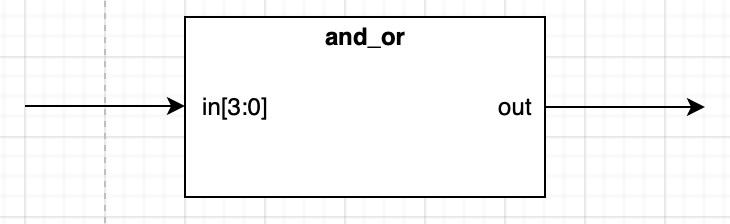 and_or
in[3:0]
out